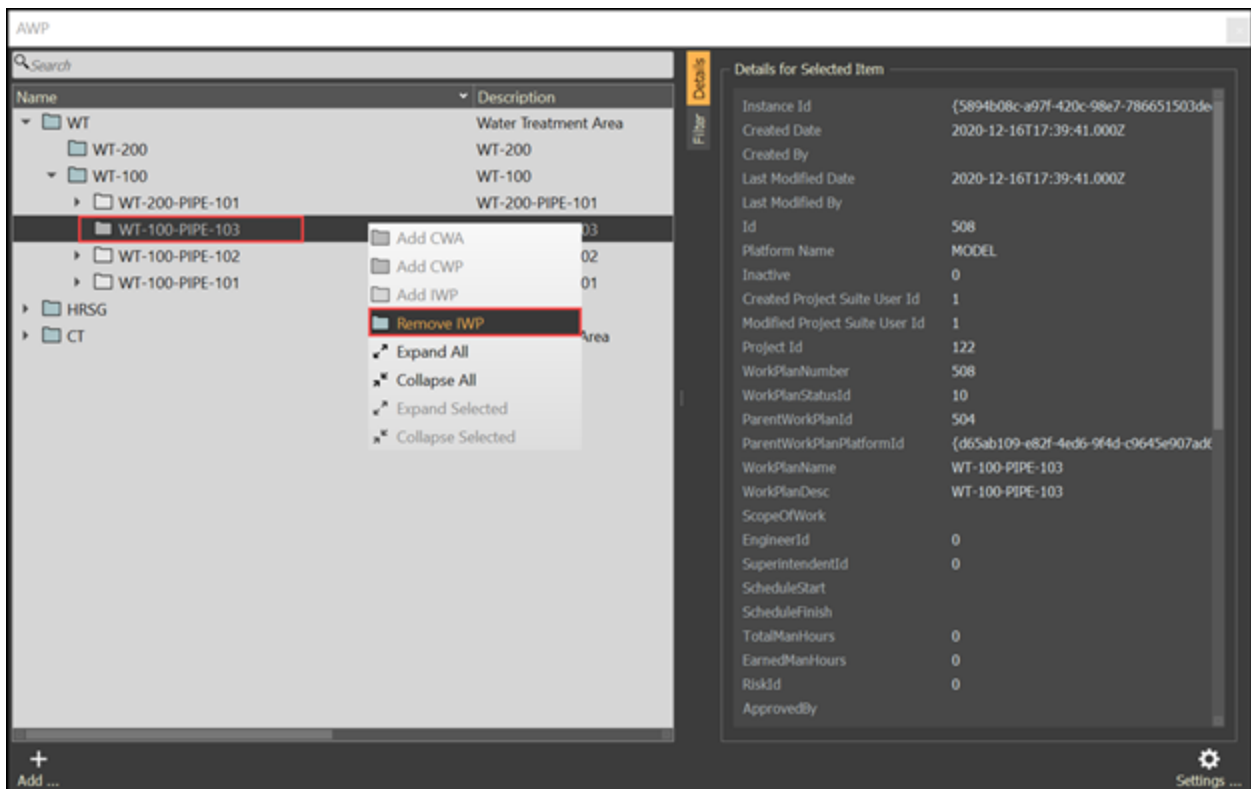 AWP
Search
Name Description
WT Water Treatment Area
WT-200 WT-200
WT-100 WT-100
WT-200-PIPE-101 WT-200-PIPE-101
WT-100-PIPE-103 03
WT-100-PIPE-102 02
WT-100-PIPE-101 01
HRSG
CT Area
Add CWA
Add CWP
Add IWP
Remove IWP
Expand All
Collapse All
Expand Selected
Collapse Selected
Add ...
Details
Filter
Details for Selected Item
Instance Id {5894b08c-a97f-420c-98e7-786651503de
Created Date 2020-12-16T17:39:41.000Z
Created By
Last Modified Date 2020-12-16T17:39:41.000Z
Last Modified By
Id 508
Platform Name MODEL
Inactive 0
Created Project Suite User Id 1
Modified Project Suite User Id 1
Project Id 122
WorkPlanNumber 508
WorkPlanStatusId 10
ParentWorkPlanId 504
ParentWorkPlanPlatformId {d65ab109-e82f-4ed6-9f4d-c9645e907ad6
WorkPlanName WT-100-PIPE-103
WorkPlanDesc WT-100-PIPE-103
ScopeOfWork
EngineerId 0
SuperintendentId 0
ScheduleStart
ScheduleFinish
TotalManHours 0
EarnedManHours 0
RiskId 0
ApprovedBy
Settings ...